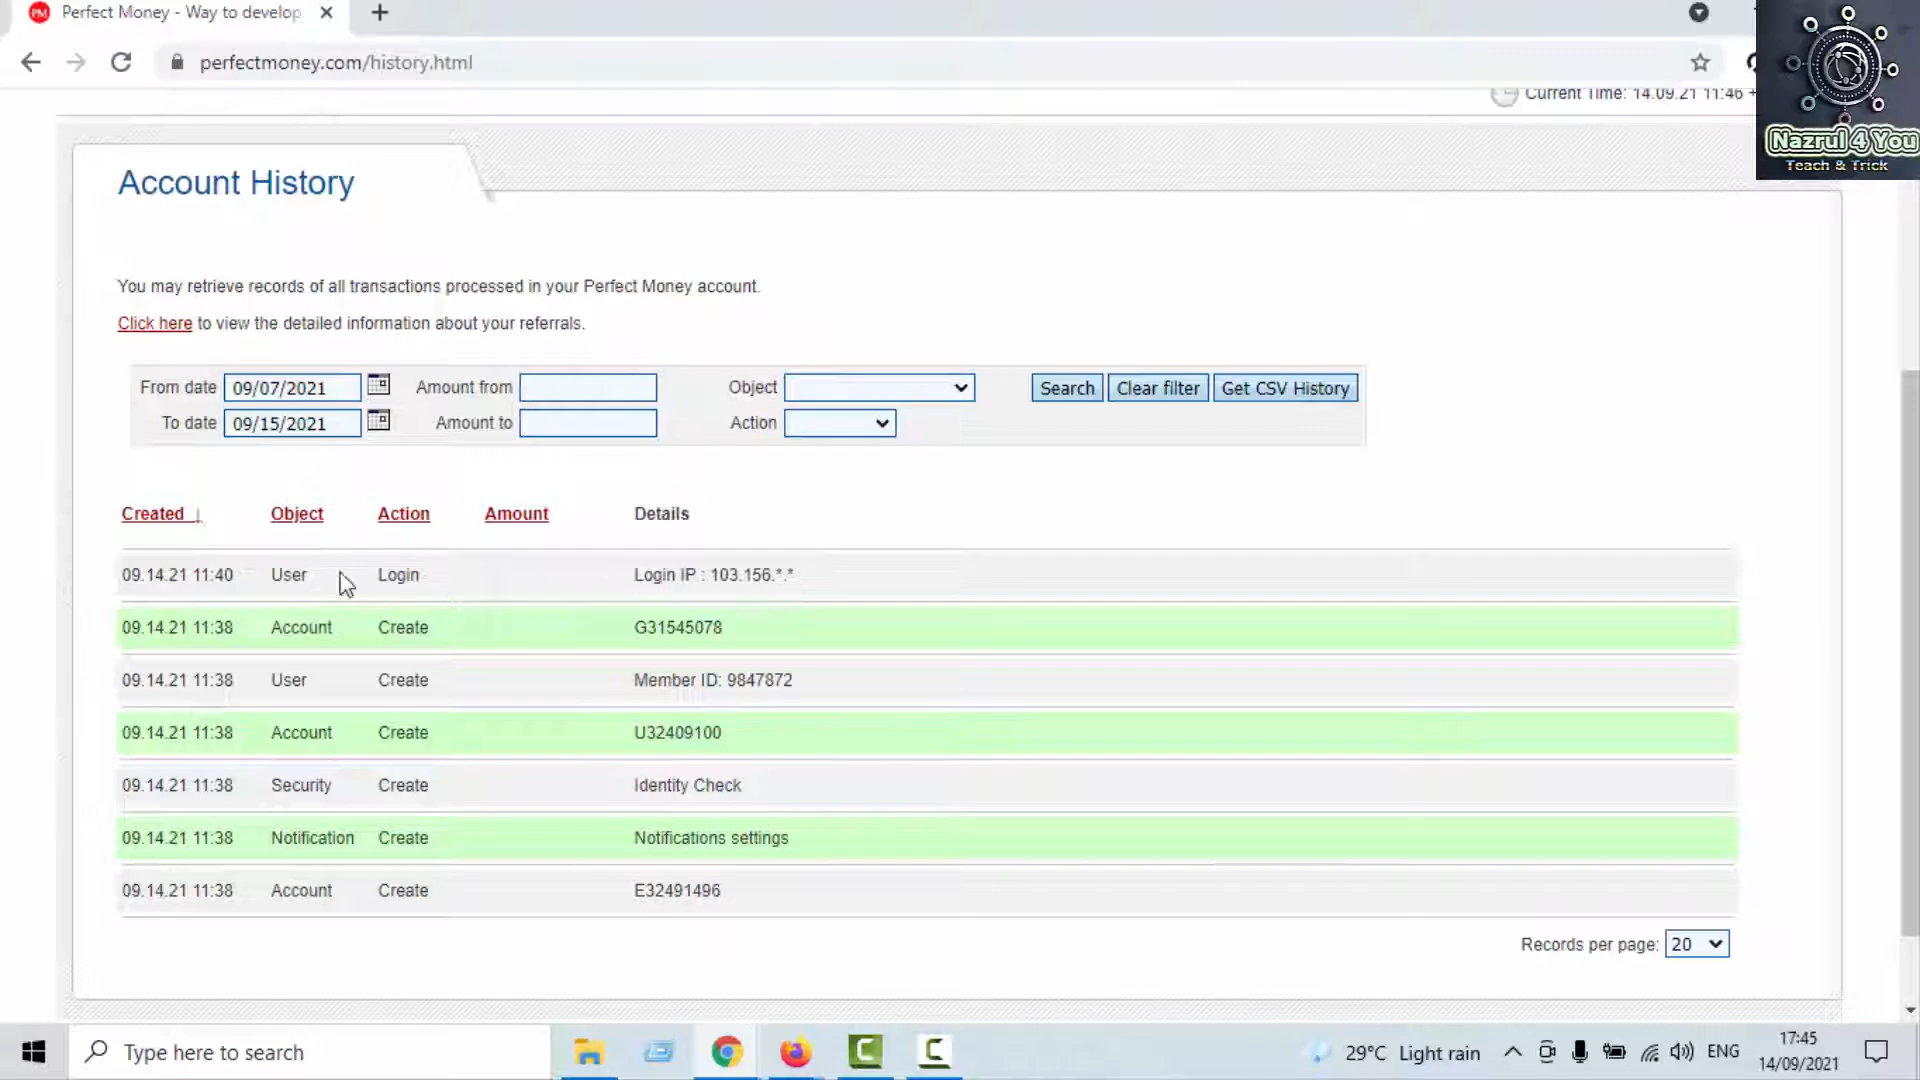 Perfect Money - Way to develop
perfectmoney.com/history.html
Current Time: 14.09.21 11:46 +
Nazrul 4 You
Teach & Trick
Account History
You may retrieve records of all transactions processed in your Perfect Money account.
Click here to view the detailed information about your referrals.
From date 09/07/2021 Amount from Object Search Clear filter Get CSV History
To date 09/15/2021 Amount to Action
Created ↓ Object Action Amount Details
09.14.21 11:40 User Login Login IP : 103.156.*.*
09.14.21 11:38 Account Create G31545078
09.14.21 11:38 User Create Member ID: 9847872
09.14.21 11:38 Account Create U32409100
09.14.21 11:38 Security Create Identity Check
09.14.21 11:38 Notification Create Notifications settings
09.14.21 11:38 Account Create E32491496
Records per page: 20
Type here to search
29°C Light rain
ENG
17:45
14/09/2021